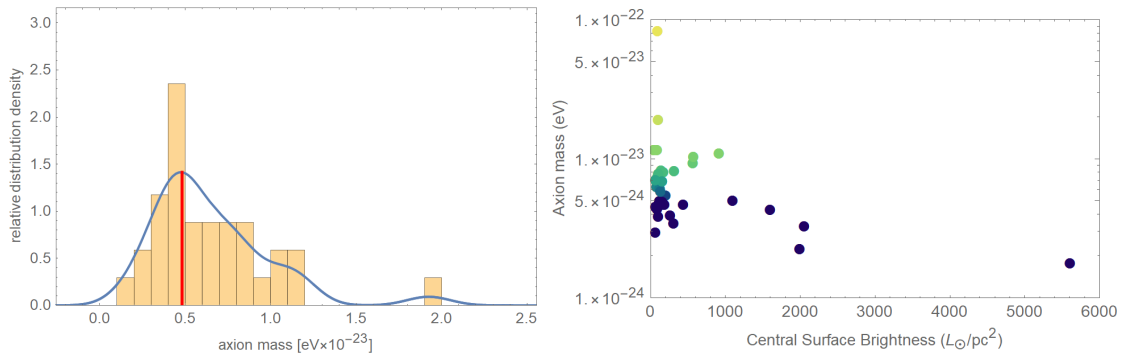 relative distribution density
3.0
2.5
2.0
1.5
1.0
0.5
0.0
0.0 0.5 1.0 1.5 2.0 2.5
axion mass [eV×10⁻²³]
Axion mass (eV)
1.×10⁻²²
5.×10⁻²³
1.×10⁻²³
5.×10⁻²⁴
1.×10⁻²⁴
0 1000 2000 3000 4000 5000 6000
Central Surface Brightness (L⊙/pc²)